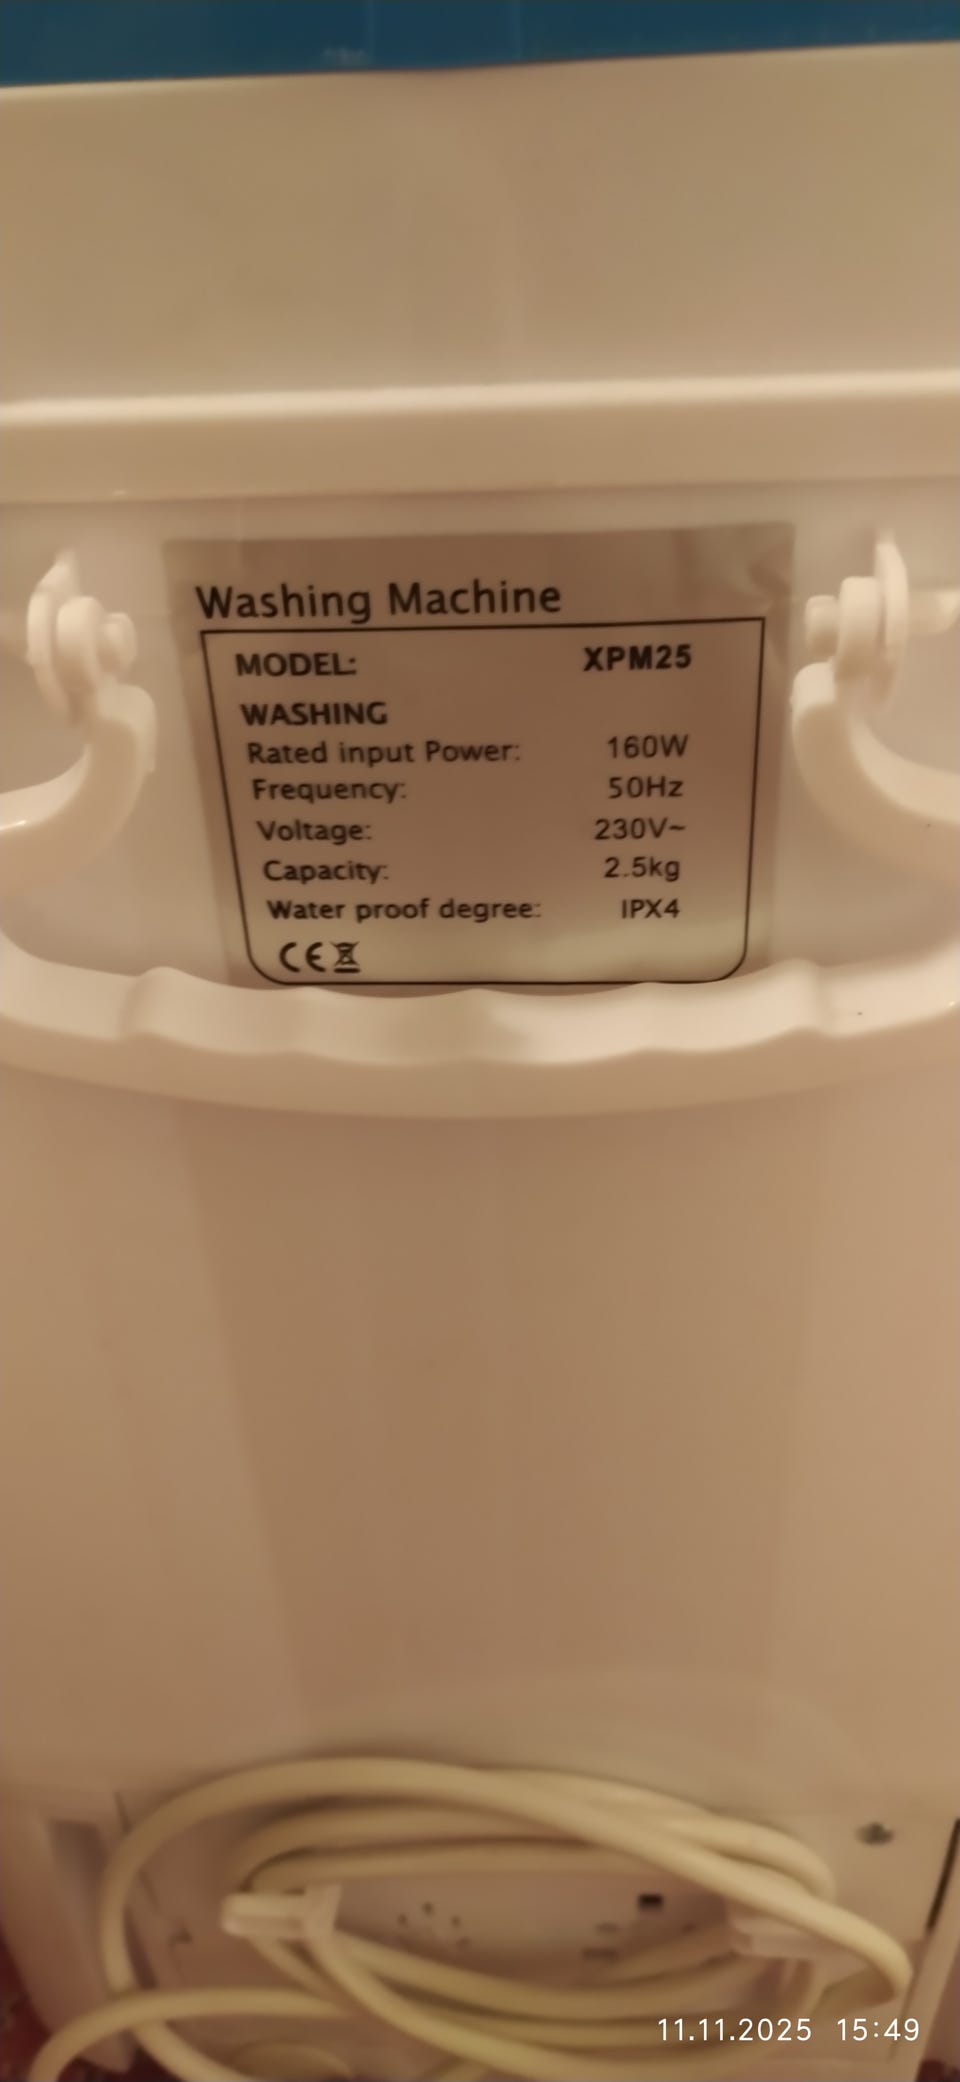 Washing Machine
MODEL: XPM25
WASHING
Rated input Power: 160W
Frequency: 50Hz
Voltage: 230V~
Capacity: 2.5kg
Water proof degree: IPX4
CE
11.11.2025 15:49